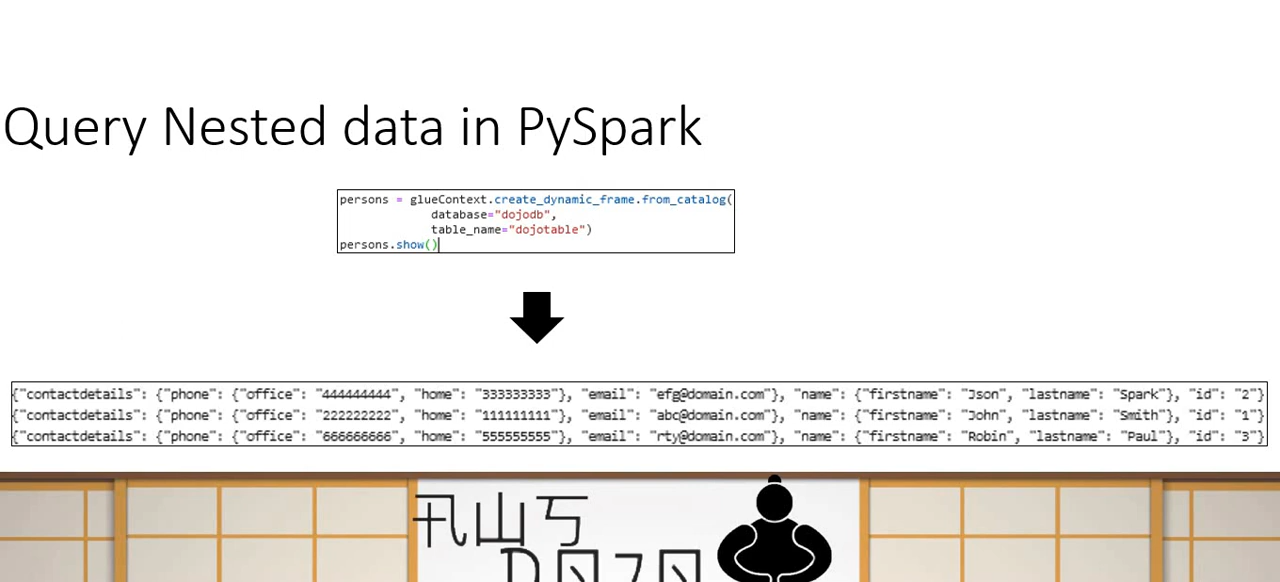 Query Nested data in PySpark
persons = glueContext.create_dynamic_frame.from_catalog(
database="dojodb",
table_name="dojotable")
persons.show()
{"contactdetails": {"phone": {"office": "444444444", "home": "333333333"}, "email": "efg@domain.com"}, "name": {"firstname": "Json", "lastname": "Spark"}, "id": "2"}
{"contactdetails": {"phone": {"office": "222222222", "home": "111111111"}, "email": "abc@domain.com"}, "name": {"firstname": "John", "lastname": "Smith"}, "id": "1"}
{"contactdetails": {"phone": {"office": "666666666", "home": "555555555"}, "email": "rty@domain.com"}, "name": {"firstname": "Robin", "lastname": "Paul"}, "id": "3"}